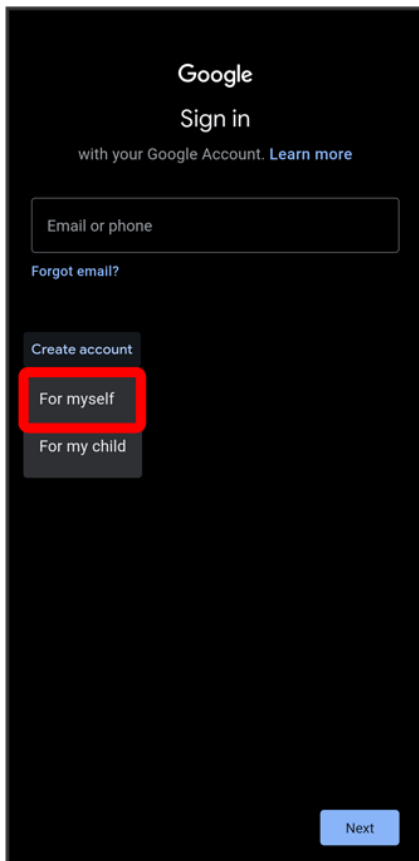 Google
Sign in
with your Google Account. Learn more
Email or phone
Forgot email?
Create account
For myself
For my child
Next